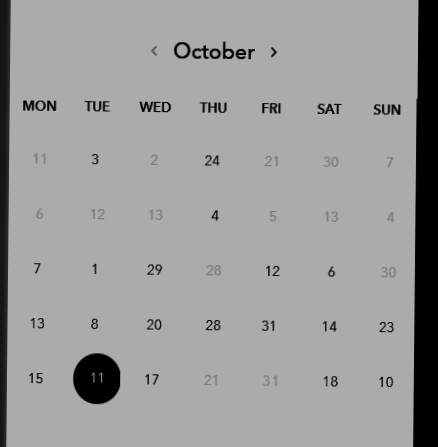 ‹ October ›
MON TUE WED THU FRI SAT SUN
11 3 2 24 21 30 7
6 12 13 4 5 13 4
7 1 29 28 12 6 30
13 8 20 28 31 14 23
15 11 17 21 31 18 10